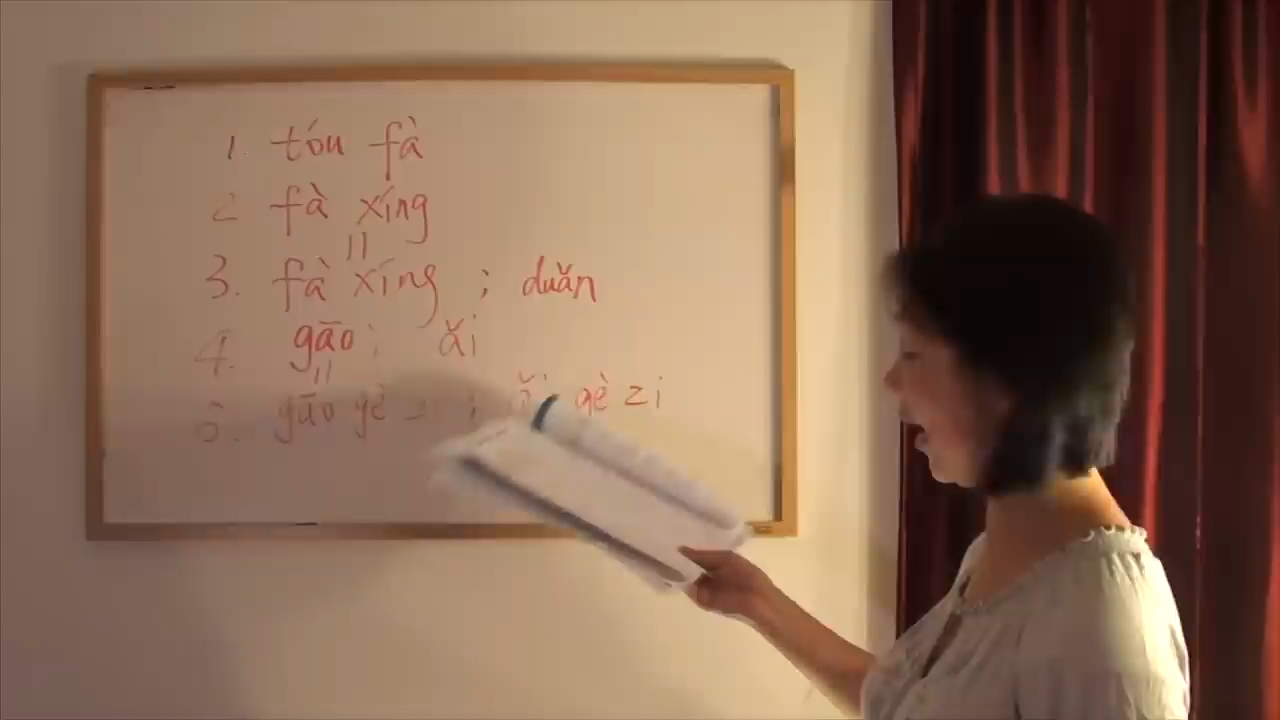 1. tóu fà
2 fà xíng
3. fà xíng ; duǎn
4. gāo ; ǎi
5. gāo gè ; gè zi